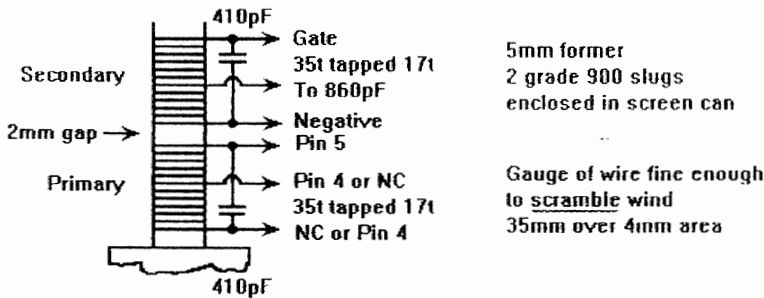 410pF
Gate
35t tapped 17t
To 860pF
Negative
Pin 5
Pin 4 or NC
35t tapped 17t
NC or Pin 4
410pF
Secondary
2mm gap
Primary
5mm former
2 grade 900 slugs
enclosed in screen can
Gauge of wire fine enough
to scramble wind
35mm over 4mm area